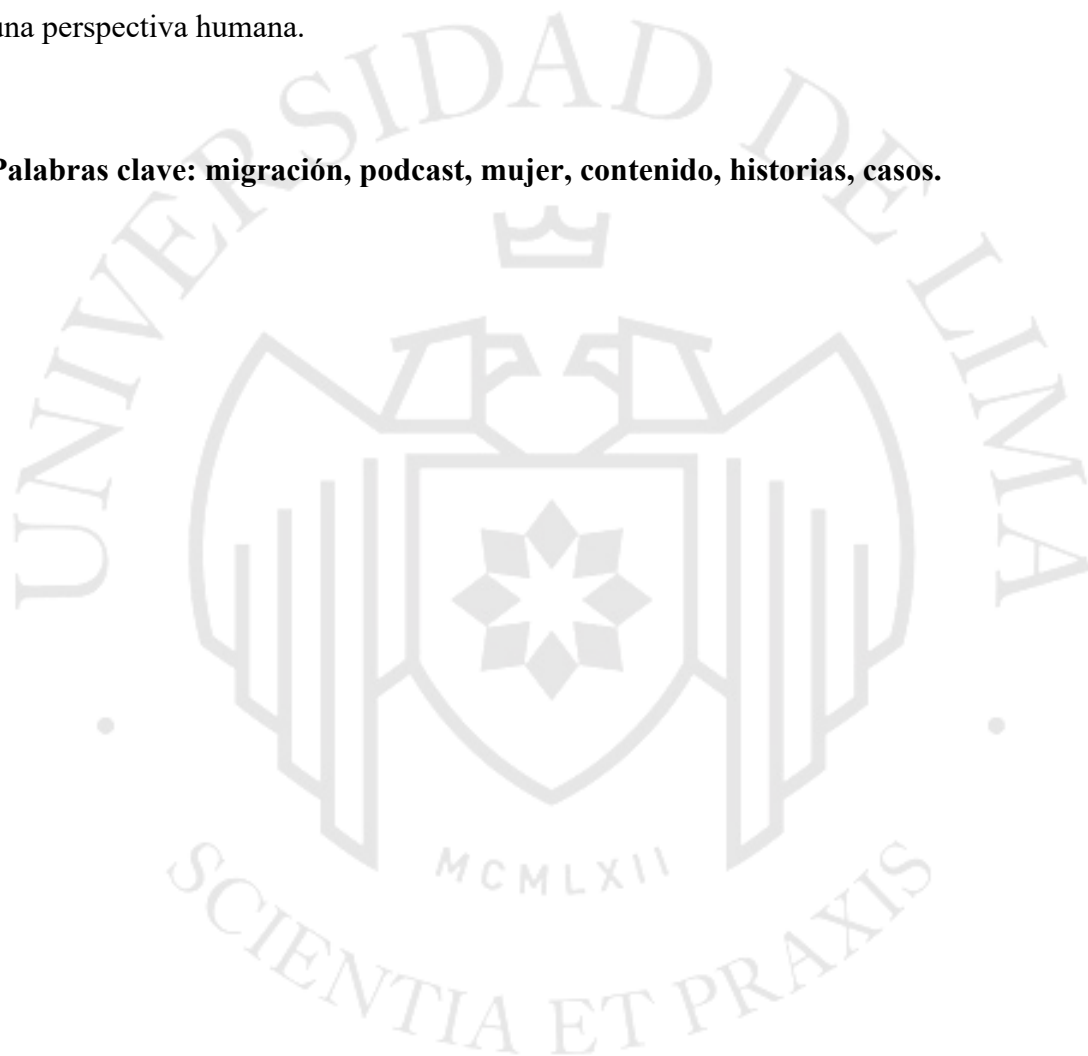 una perspectiva humana.
Palabras clave: migración, podcast, mujer, contenido, historias, casos.
UNIVERSIDAD DE LIMA
MCMLXII
SCIENTIA ET PRAXIS